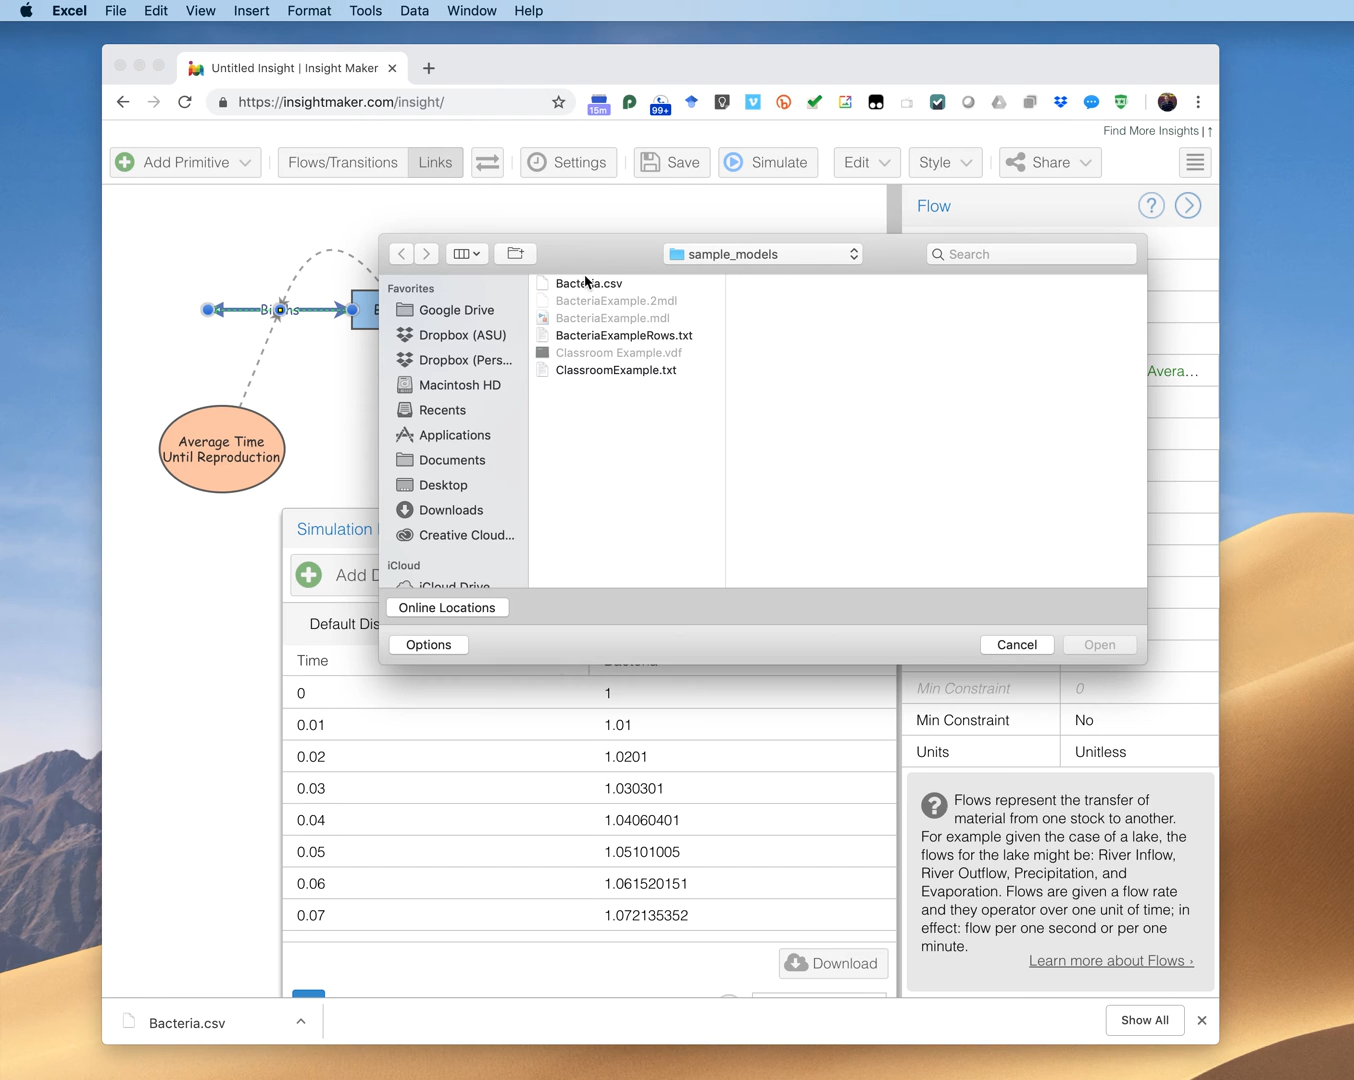 Excel File Edit View Insert Format Tools Data Window Help
Untitled Insight | Insight Maker
https://insightmaker.com/insight/
15m
99+
Find More Insights | ↑
Add Primitive Flows/Transitions Links Settings Save Simulate Edit Style Share
Flow
sample_models
Search
Favorites
Google Drive
Dropbox (ASU)
Dropbox (Pers...
Macintosh HD
Recents
Applications
Documents
Desktop
Downloads
Creative Cloud...
iCloud
iCloud Drive
Bacteria.csv
BacteriaExample.2mdl
BacteriaExample.mdl
BacteriaExampleRows.txt
Classroom Example.vdf
ClassroomExample.txt
Online Locations
Options
Cancel
Open
Births
Average Time
Until Reproduction
Avera...
Simulation
Add D
Default Dis
Time Bacteria
0 1
0.01 1.01
0.02 1.0201
0.03 1.030301
0.04 1.04060401
0.05 1.05101005
0.06 1.061520151
0.07 1.072135352
Download
Min Constraint 0
Min Constraint No
Units Unitless
Flows represent the transfer of
material from one stock to another.
For example given the case of a lake, the
flows for the lake might be: River Inflow,
River Outflow, Precipitation, and
Evaporation. Flows are given a flow rate
and they operator over one unit of time; in
effect: flow per one second or per one
minute.
Learn more about Flows ›
Bacteria.csv
Show All